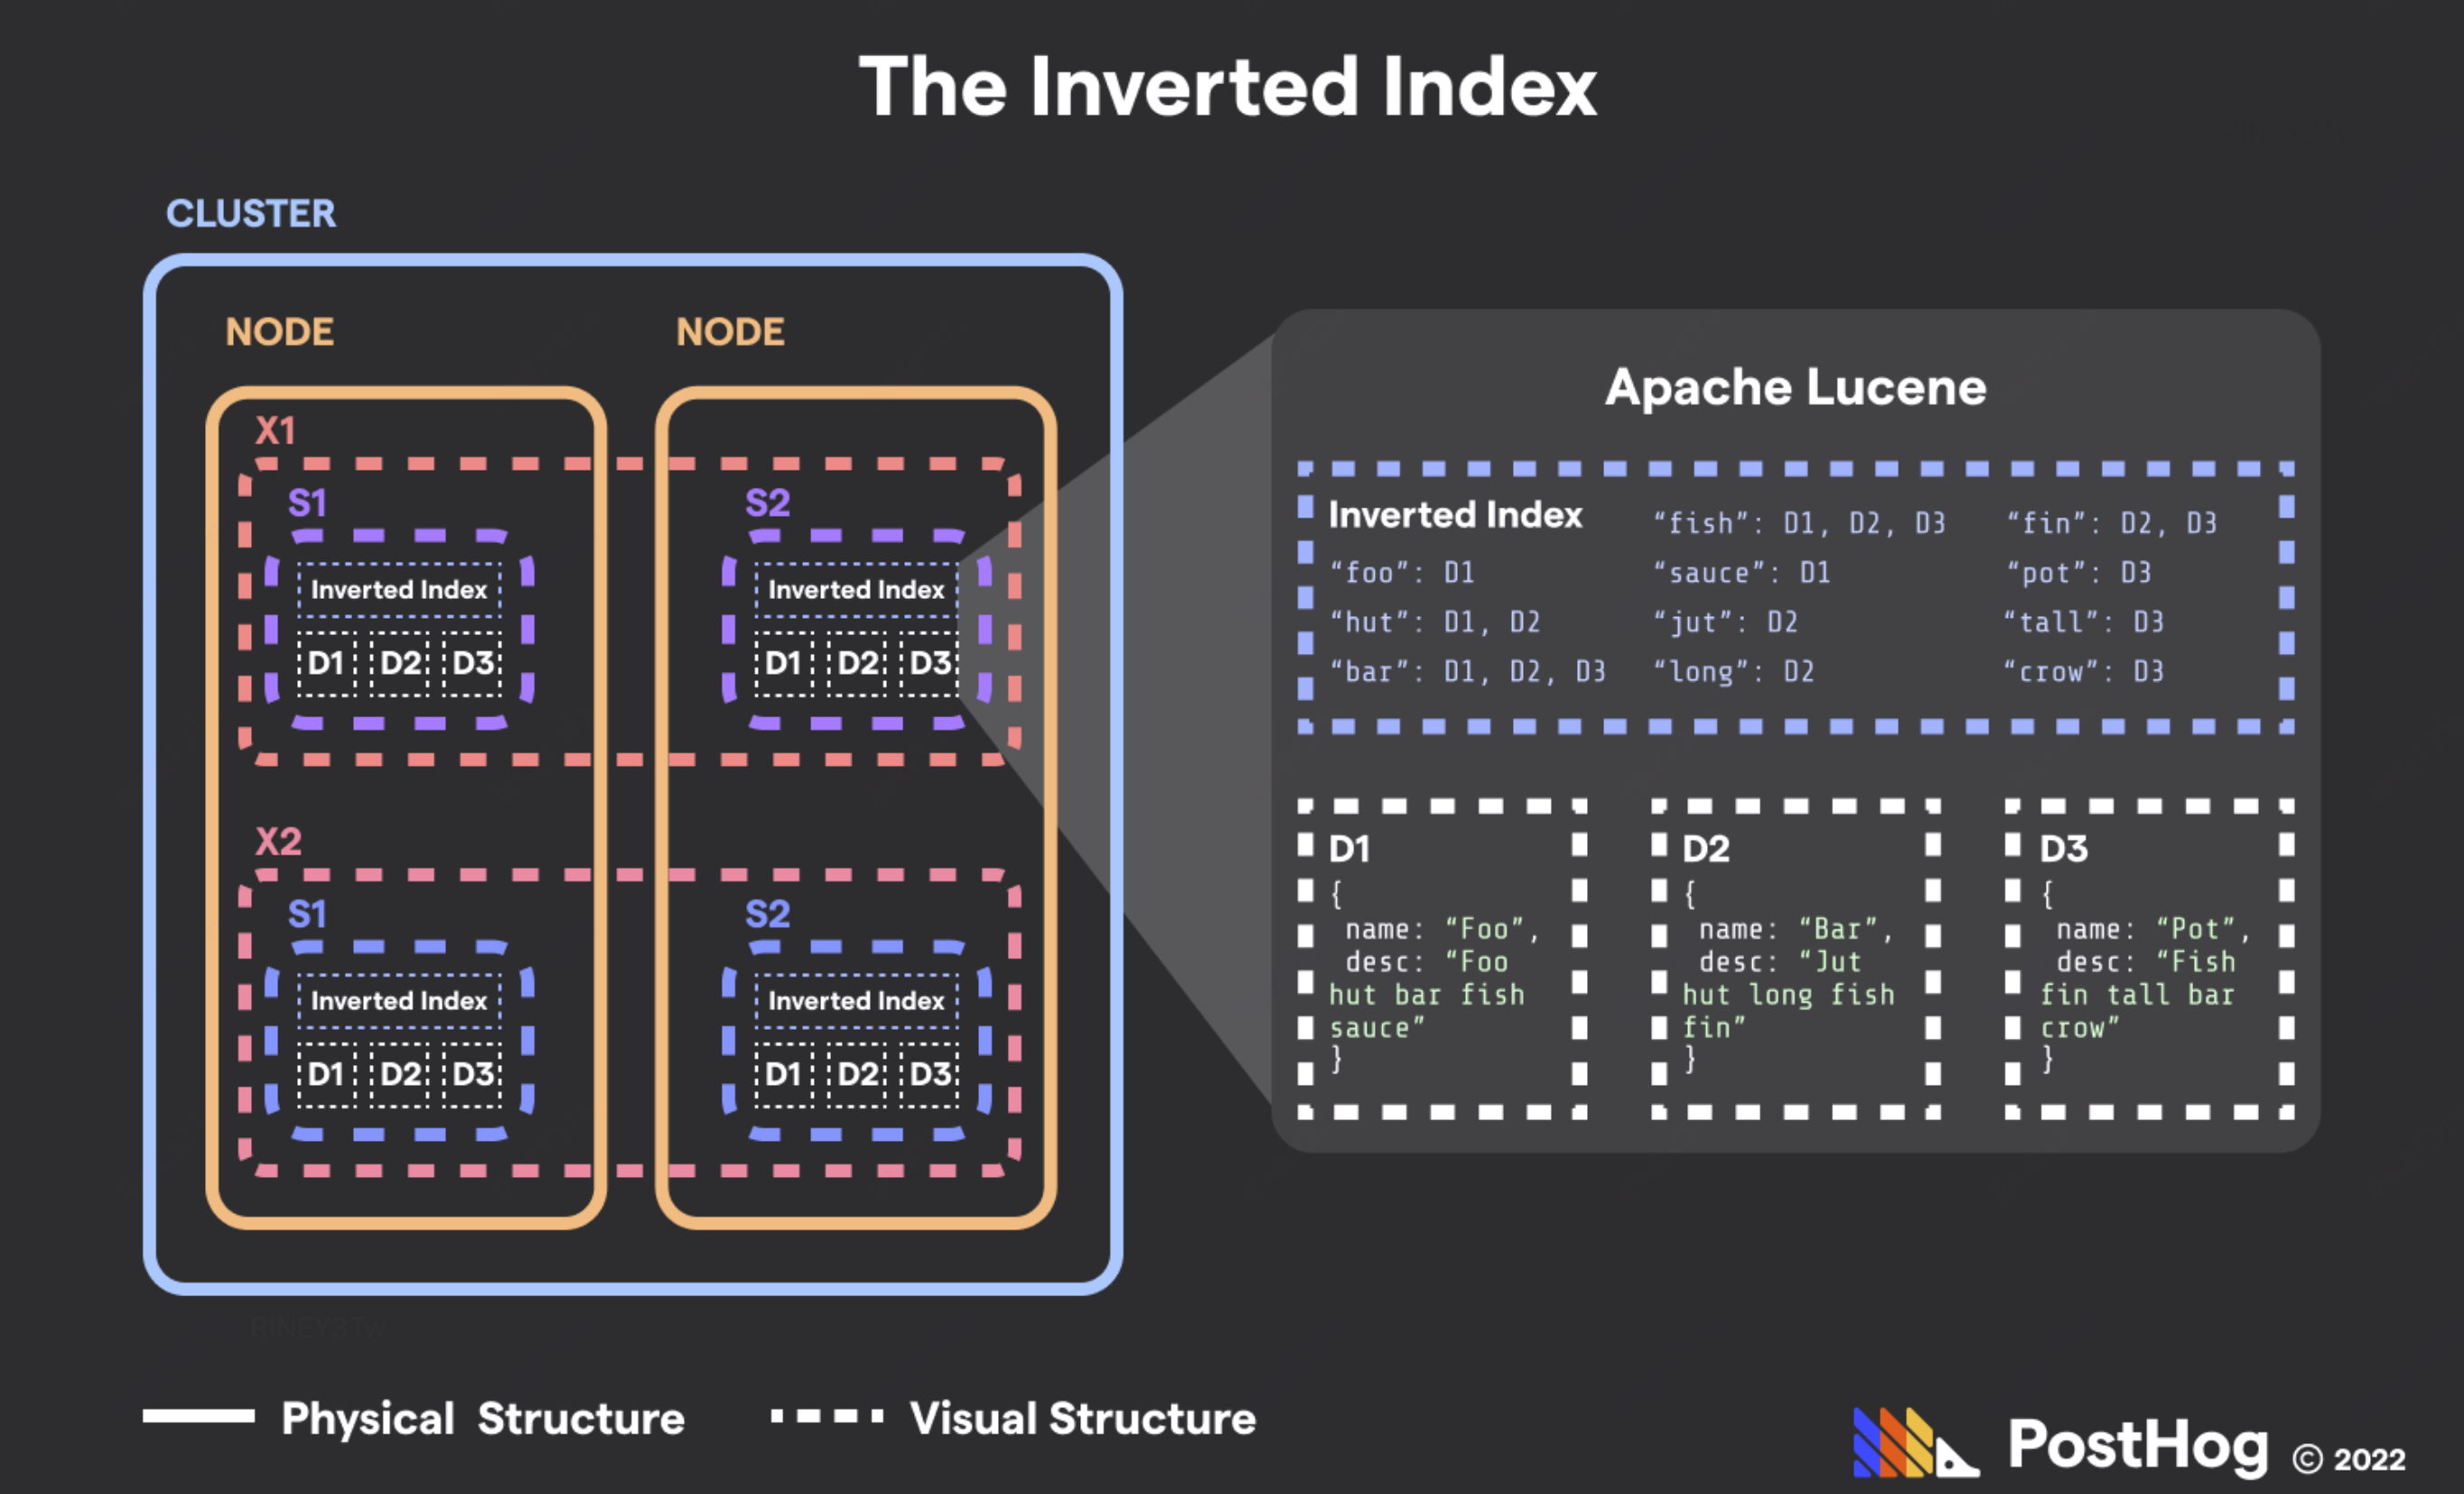 The Inverted Index
CLUSTER
NODE
NODE
X1
S1
Inverted Index
D1 D2 D3
S2
Inverted Index
D1 D2 D3
X2
S1
Inverted Index
D1 D2 D3
S2
Inverted Index
D1 D2 D3
Apache Lucene
Inverted Index
“foo”: D1
“hut”: D1, D2
“bar”: D1, D2, D3
“fish”: D1, D2, D3
“sauce”: D1
“jut”: D2
“long”: D2
“fin”: D2, D3
“pot”: D3
“tall”: D3
“crow”: D3
D1
{
name: “Foo”,
desc: “Foo
hut bar fish
sauce”
}
D2
{
name: “Bar”,
desc: “Jut
hut long fish
fin”
}
D3
{
name: “Pot”,
desc: “Fish
fin tall bar
crow”
}
RINEY3Tw
Physical Structure
Visual Structure
PostHog © 2022